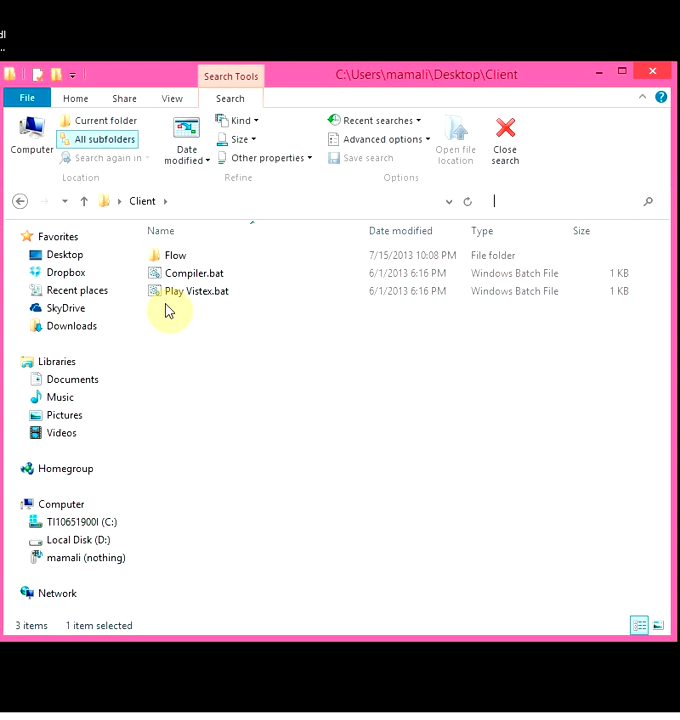 dl
..
Search Tools
C:\Users\mamali\Desktop\Client
File Home Share View Search
Computer
Current folder
All subfolders
Search again in
Location
Date modified
Kind
Size
Other properties
Refine
Recent searches
Advanced options
Save search
Options
Open file location
Close search
Client
Name Date modified Type Size
Flow 7/15/2013 10:08 PM File folder
Compiler.bat 6/1/2013 6:16 PM Windows Batch File 1 KB
Play Vistex.bat 6/1/2013 6:16 PM Windows Batch File 1 KB
Favorites
Desktop
Dropbox
Recent places
SkyDrive
Downloads
Libraries
Documents
Music
Pictures
Videos
Homegroup
Computer
TI10651900I (C:)
Local Disk (D:)
mamali (nothing)
Network
3 items 1 item selected